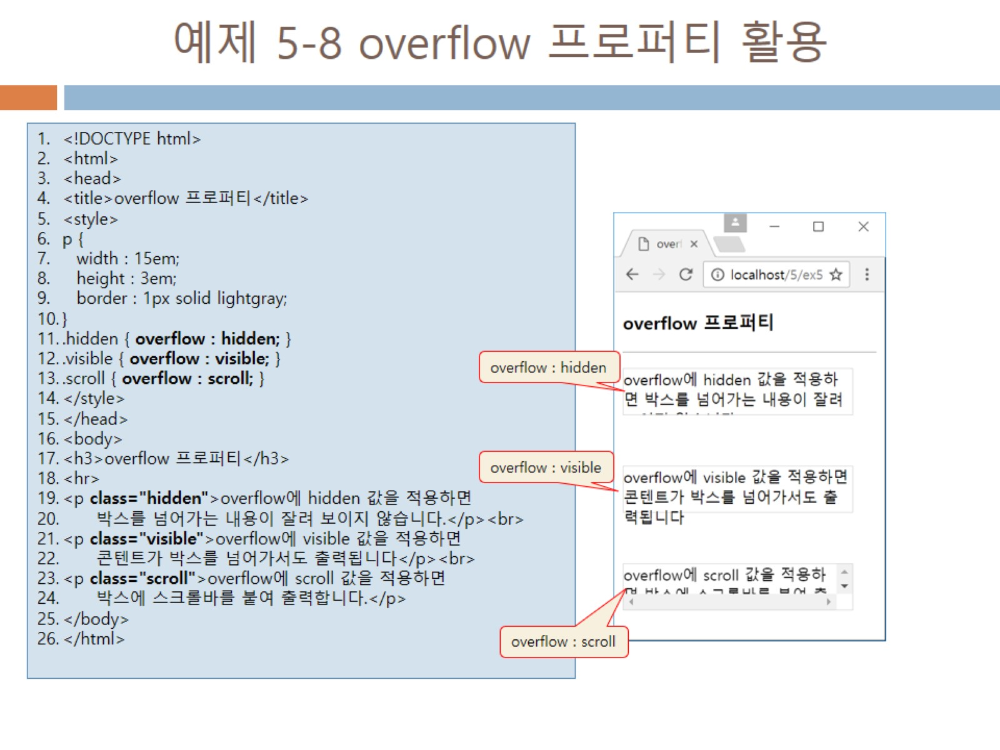 예제 5-8 overflow 프로퍼티 활용
1. <!DOCTYPE html>
2. <html>
3. <head>
4. <title>overflow 프로퍼티</title>
5. <style>
6. p {
7. width : 15em;
8. height : 3em;
9. border : 1px solid lightgray;
10. }
11. .hidden { overflow : hidden; }
12. .visible { overflow : visible; }
13. .scroll { overflow : scroll; }
14. </style>
15. </head>
16. <body>
17. <h3>overflow 프로퍼티</h3>
18. <hr>
19. <p class="hidden">overflow에 hidden 값을 적용하면
20. 박스를 넘어가는 내용이 잘려 보이지 않습니다.</p><br>
21. <p class="visible">overflow에 visible 값을 적용하면
22. 콘텐트가 박스를 넘어가서도 출력됩니다</p><br>
23. <p class="scroll">overflow에 scroll 값을 적용하면
24. 박스에 스크롤바를 붙여 출력합니다.</p>
25. </body>
26. </html>
over
localhost/5/ex5
overflow 프로퍼티
overflow : hidden
overflow에 hidden 값을 적용하
면 박스를 넘어가는 내용이 잘려
overflow : visible
overflow에 visible 값을 적용하면
콘텐트가 박스를 넘어가서도 출
력됩니다
overflow에 scroll 값을 적용하
overflow : scroll